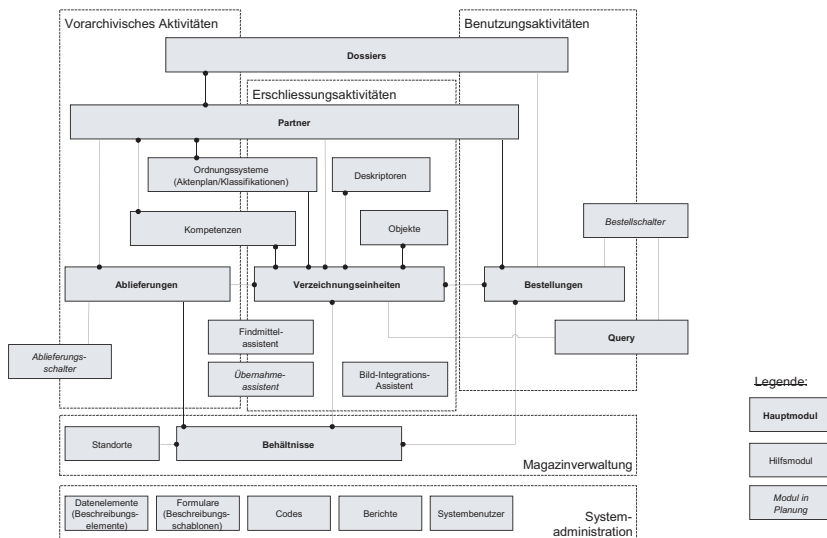 Vorarchivisches Aktivitäten
Benutzungsaktivitäten
Dossiers
Erschliessungsaktivitäten
Partner
Ordnungssysteme
(Aktenplan/Klassifikationen)
Deskriptoren
Kompetenzen
Objekte
Bestellschalter
Ablieferungen
Verzeichnungseinheiten
Bestellungen
Findmittel-
assistent
Query
Ablieferungs-
schalter
Übernahme-
assistent
Bild-Integrations-
Assistent
Legende:
Hauptmodul
Standorte
Behältnisse
Magazinverwaltung
Hilfsmodul
Datenelemente
(Beschreibungs-
elemente)
Formulare
(Beschreibungs-
schablonen)
Codes
Berichte
Systembenutzer
System-
administration
Modul in
Planung